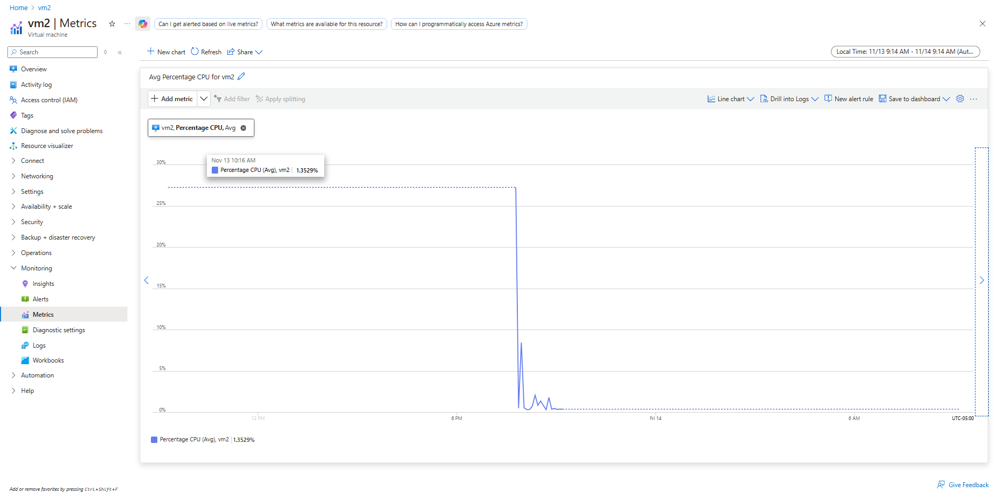 Home > vm2
vm2 | Metrics
Virtual machine
Can I get alerted based on live metrics?
What metrics are available for this resource?
How can I programmatically access Azure metrics?
Search
Overview
Activity log
Access control (IAM)
Tags
Diagnose and solve problems
Resource visualizer
Connect
Networking
Settings
Availability + scale
Security
Backup + disaster recovery
Operations
Monitoring
Insights
Alerts
Metrics
Diagnostic settings
Logs
Workbooks
Automation
Help
Add or remove favorites by pressing Ctrl+Shift+F
New chart
Refresh
Share
Local Time: 11/13 9:14 AM - 11/14 9:14 AM (Aut...
Avg Percentage CPU for vm2
Add metric
Add filter
Apply splitting
Line chart
Drill into Logs
New alert rule
Save to dashboard
vm2, Percentage CPU, Avg
Nov 13 10:16 AM
Percentage CPU (Avg), vm2 | 1.3529%
30%
25%
20%
15%
10%
5%
0%
12 PM
6 PM
Fri 14
6 AM
UTC-05:00
Percentage CPU (Avg), vm2 | 1.3529%
Give Feedback